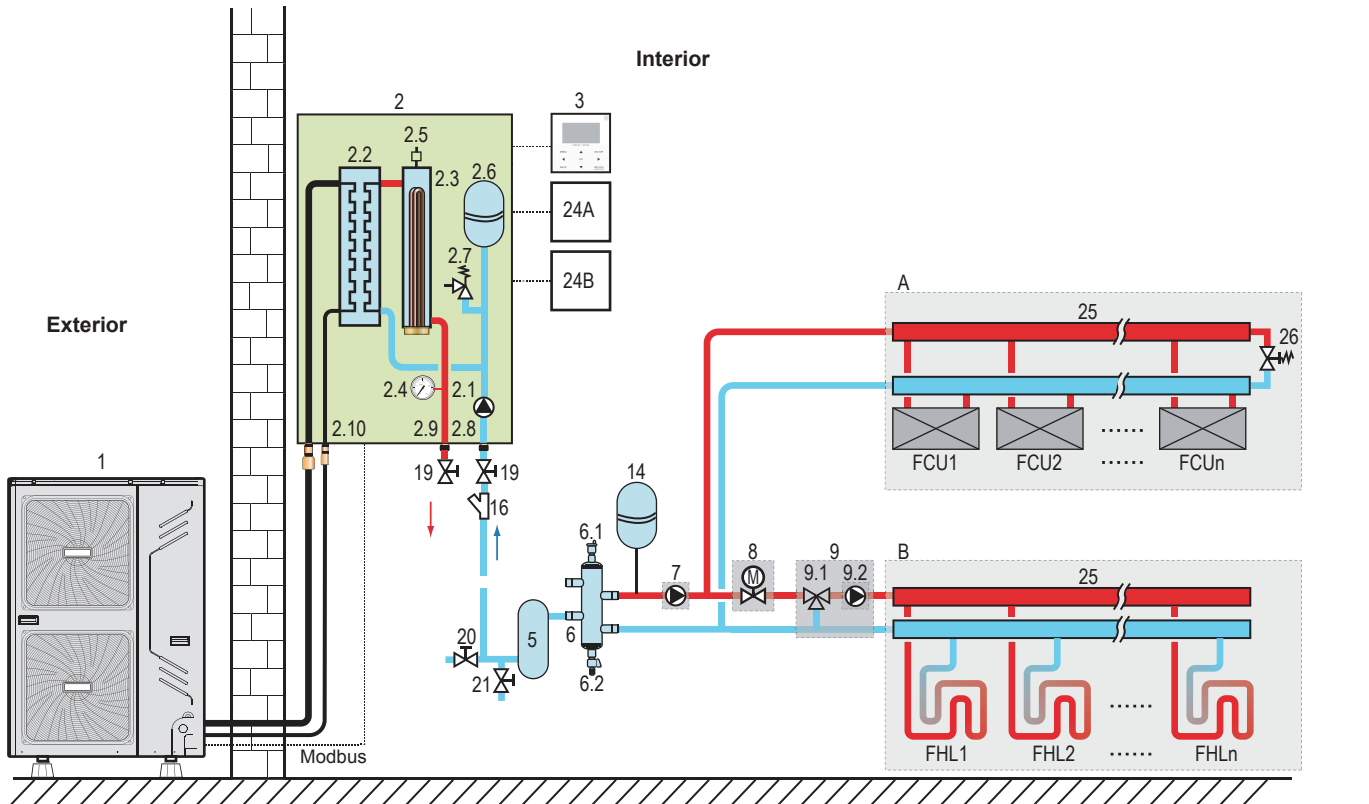 Interior
Exterior
2
3
2.5
2.2
2.3
2.6
24A
2.7
24B
2.4
2.1
2.10
2.9
2.8
1
19
19
16
Modbus
A
25
26
FCU1
FCU2
......
......
FCUn
14
6.1
7
8
M
9
9.1
9.2
B
25
20
5
6
21
6.2
......
FHL1
FHL2
......
FHLn